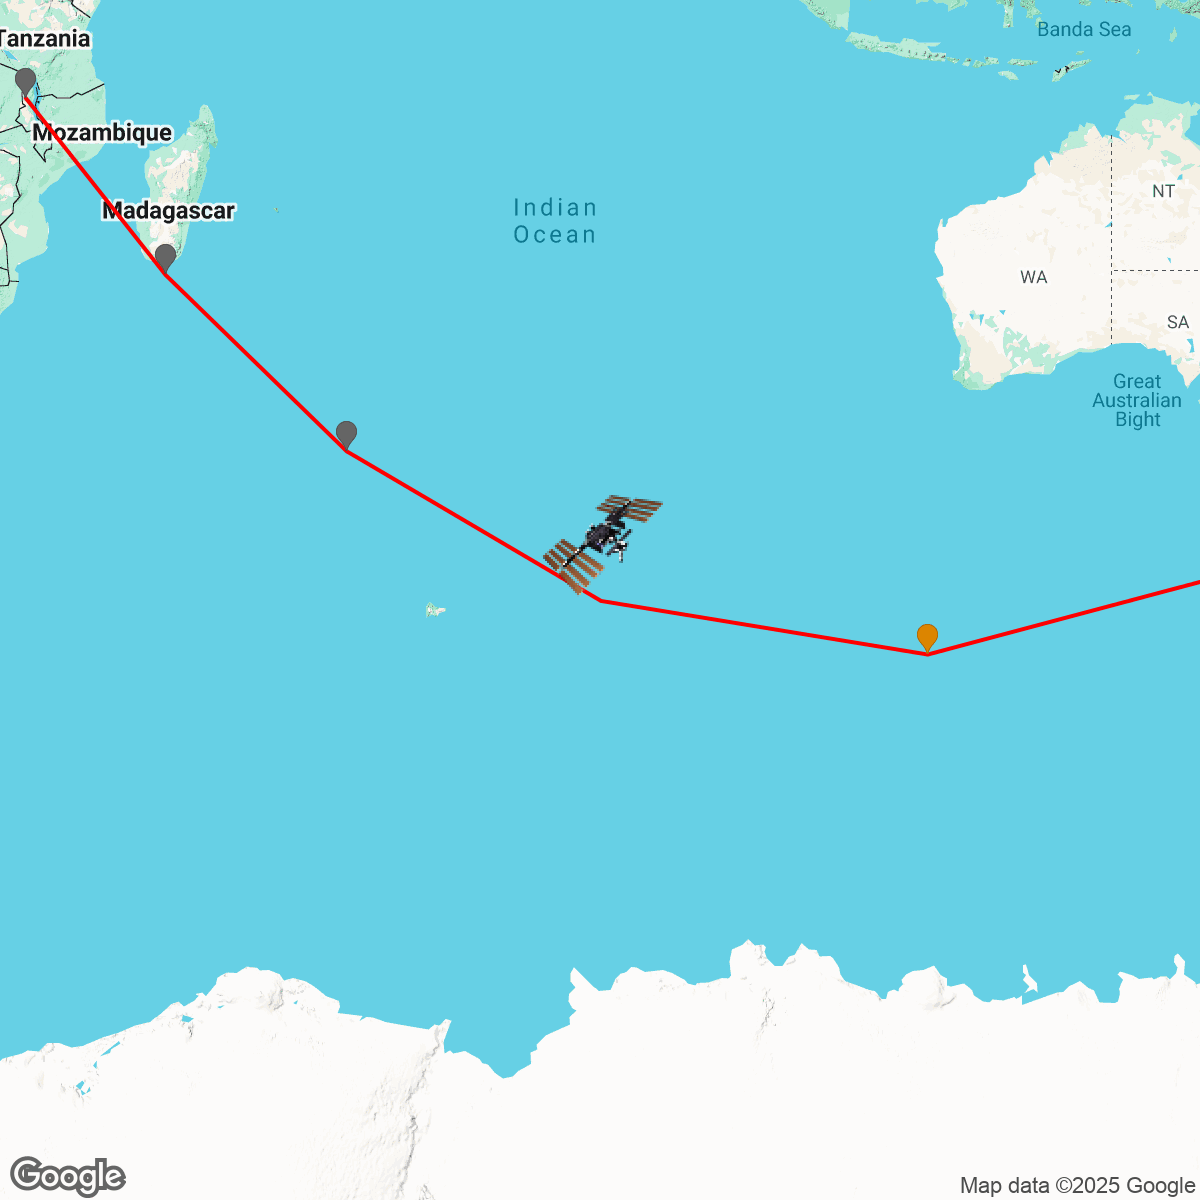 Banda Sea
Tanzania
Mozambique
NT
Madagascar
Indian
Ocean
WA
SA
Great
Australian
Bight
Google
Map data ©2025 Google